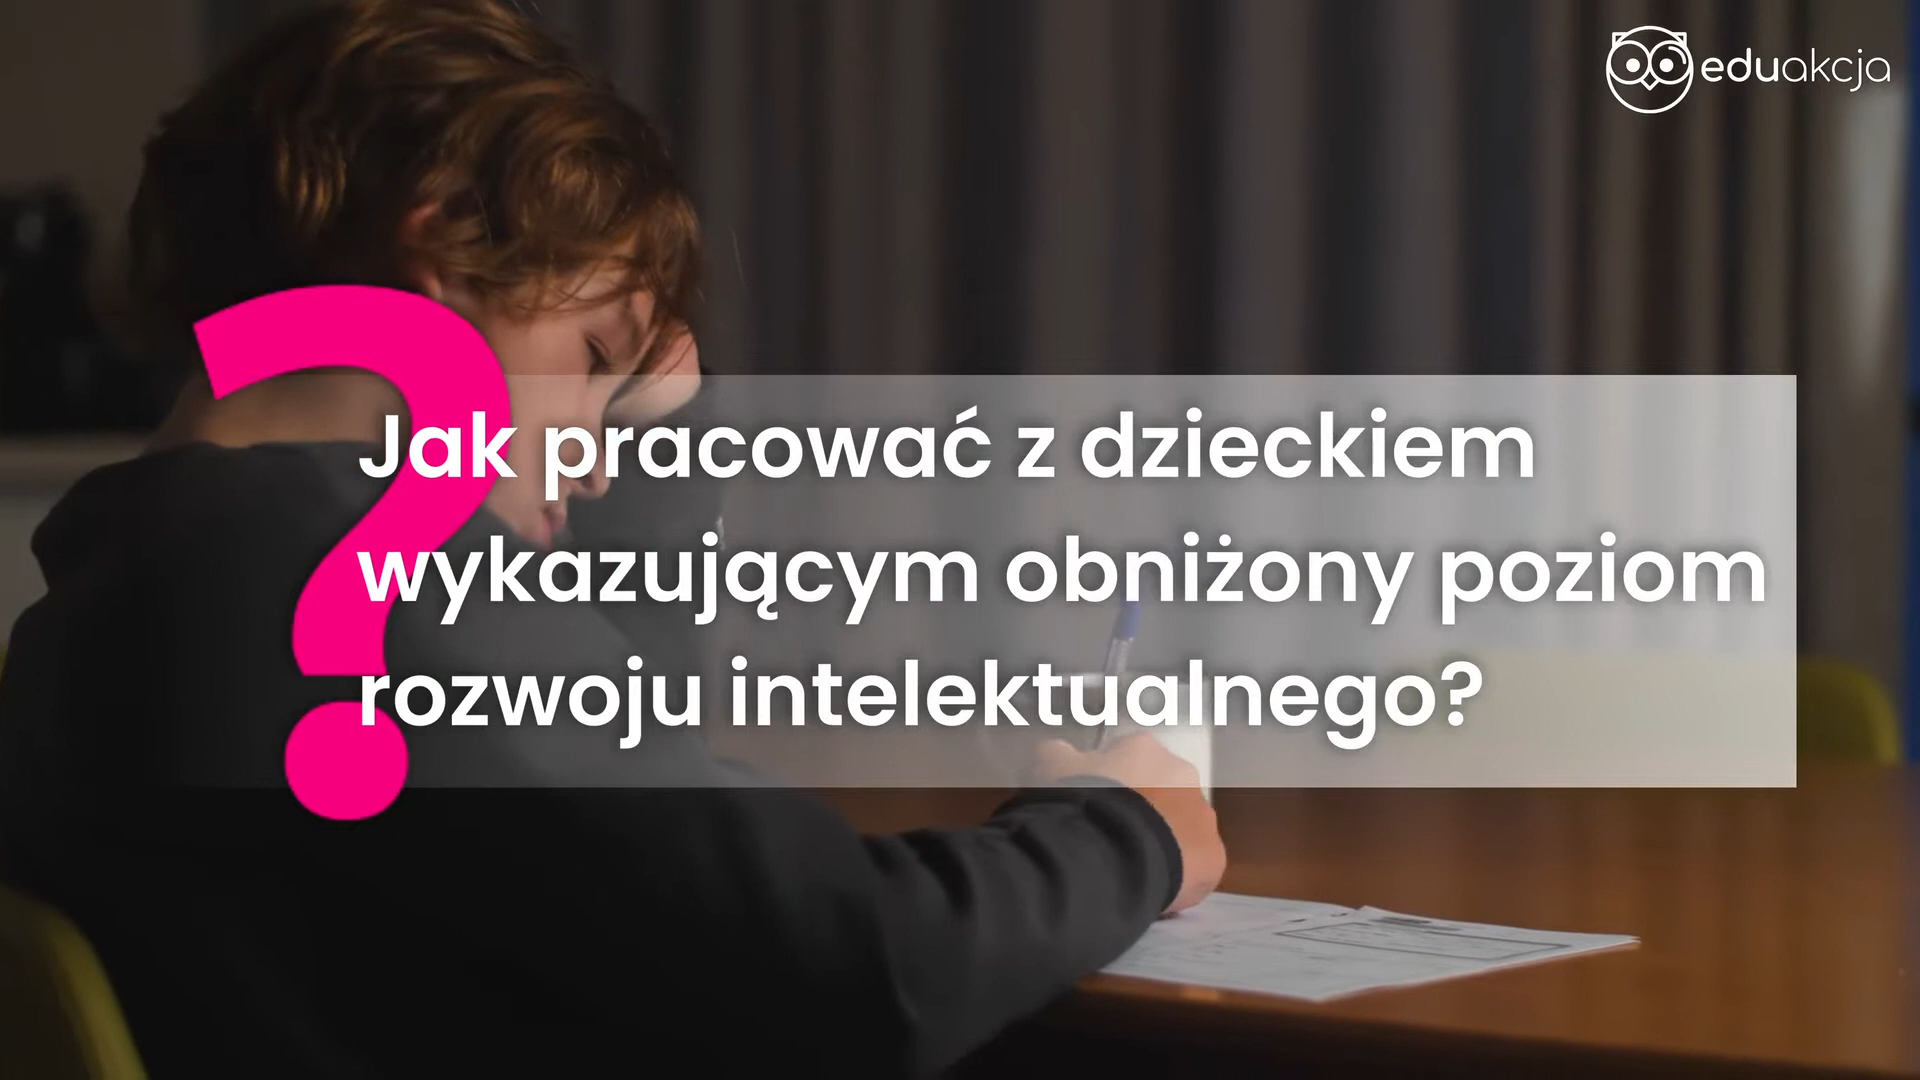 eduakcja
Jak pracować z dzieckiem
wykazującym obniżony poziom
rozwoju intelektualnego?